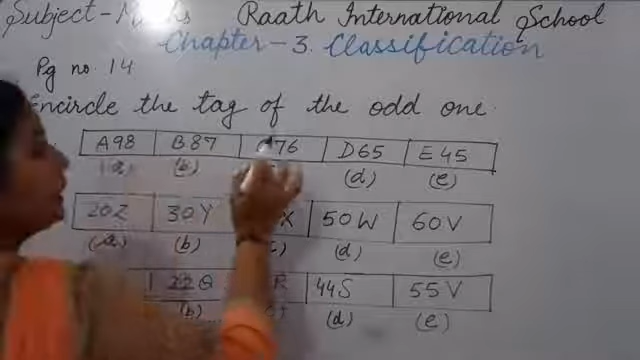 Subject- Maths Raath International School
Chapter-3. Classification
Pg no. 14
Encircle the tag of the odd one.
A98 B87 76 D65 E45
(a) (b) (d) (e)
20Z 30Y X 50W 60V
(a) (b) (d) (e)
22Q R 44S 55V
(b) (d) (e)